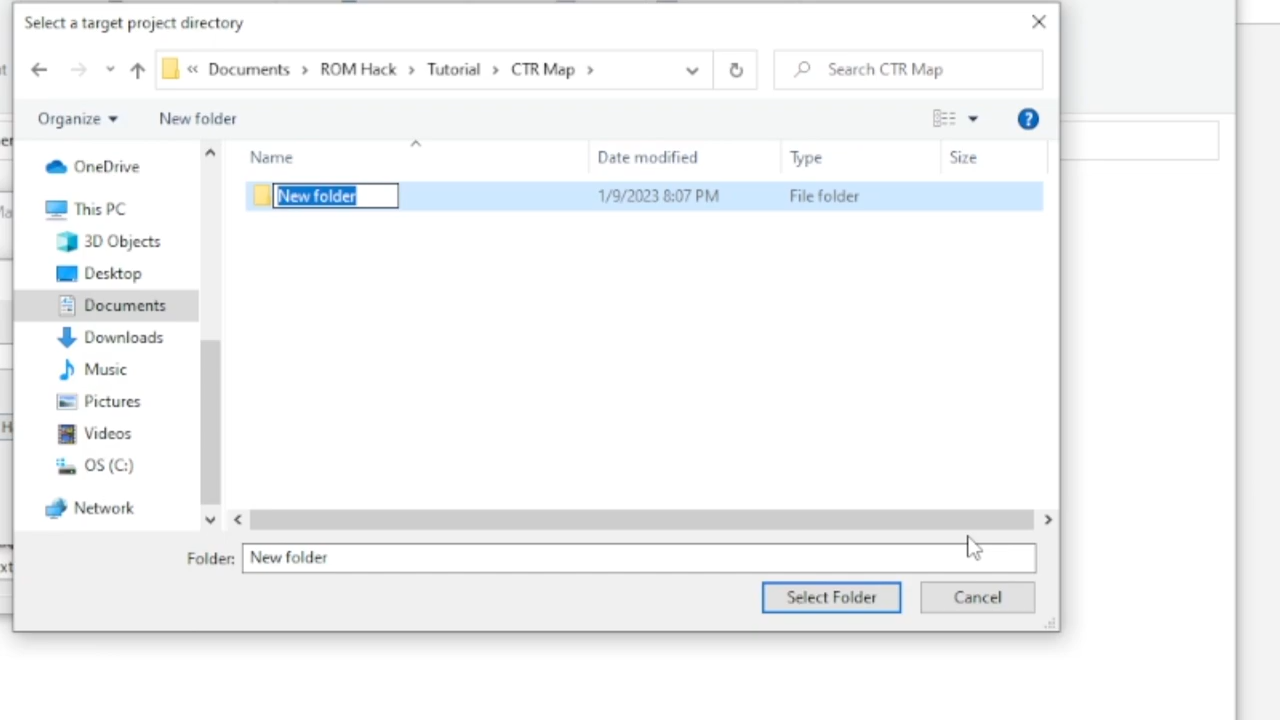 Select a target project directory
« Documents > ROM Hack > Tutorial > CTR Map >
Search CTR Map
Organize
New folder
?
Name
Date modified
Type
Size
New folder
1/9/2023 8:07 PM
File folder
OneDrive
This PC
3D Objects
Desktop
Documents
Downloads
Music
Pictures
Videos
OS (C:)
Network
Folder: New folder
Select Folder
Cancel